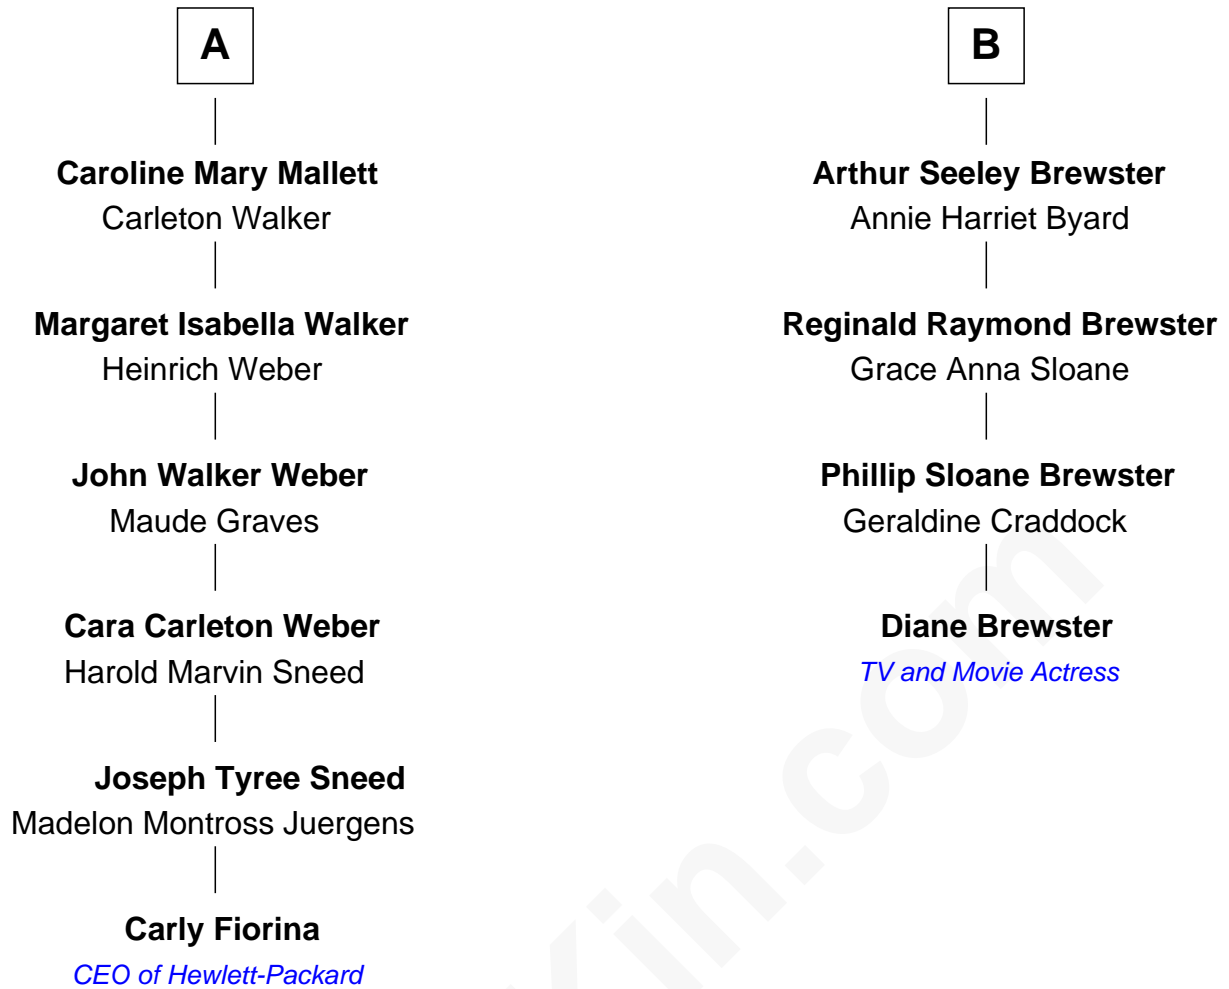 A
Caroline Mary Mallett
Carleton Walker
Margaret Isabella Walker
Heinrich Weber
John Walker Weber
Maude Graves
Cara Carleton Weber
Harold Marvin Sneed
Joseph Tyree Sneed
Madelon Montross Juergens
Carly Fiorina
CEO of Hewlett-Packard
B
Arthur Seeley Brewster
Annie Harriet Byard
Reginald Raymond Brewster
Grace Anna Sloane
Phillip Sloane Brewster
Geraldine Craddock
Diane Brewster
TV and Movie Actress
Kin.com